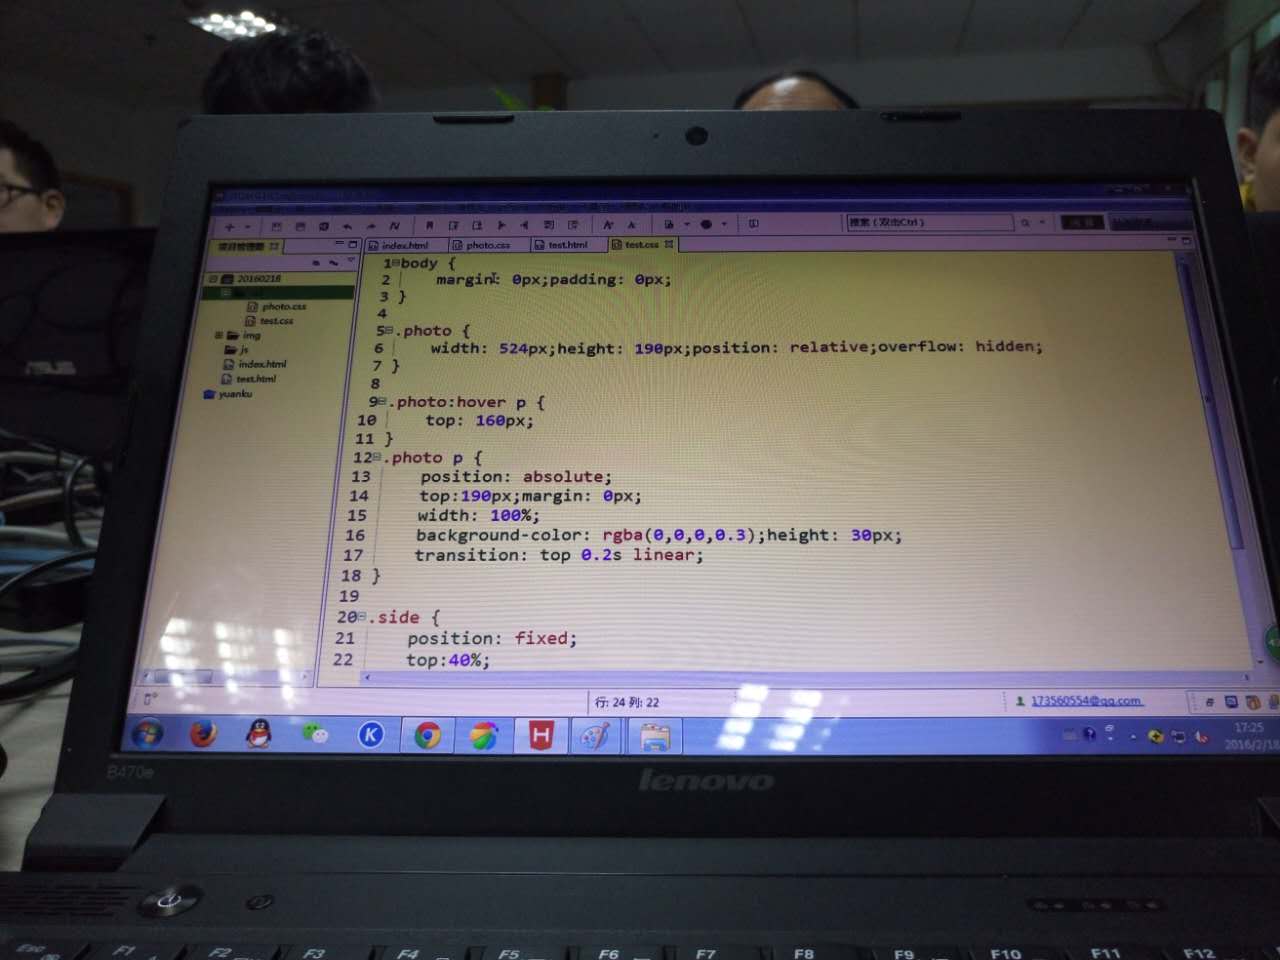 搜索（双击Ctrl）
项目管理器
index.html
photo.css
test.html
test.css
20160218
photo.css
test.css
img
js
index.html
test.html
yuanku
1 body {
2 margin: 0px;padding: 0px;
3 }
4
5 .photo {
6 width: 524px;height: 190px;position: relative;overflow: hidden;
7 }
8
9 .photo:hover p {
10 top: 160px;
11 }
12 .photo p {
13 position: absolute;
14 top:190px;margin: 0px;
15 width: 100%;
16 background-color: rgba(0,0,0,0.3);height: 30px;
17 transition: top 0.2s linear;
18 }
19
20 .side {
21 position: fixed;
22 top:40%;
行: 24 列: 22
173560554@qq.com
K
H
17:25
B470e
lenovo
Esc F1 F2 F3 F4 F5 F6 F7 F8 F9 F10 F11 F12